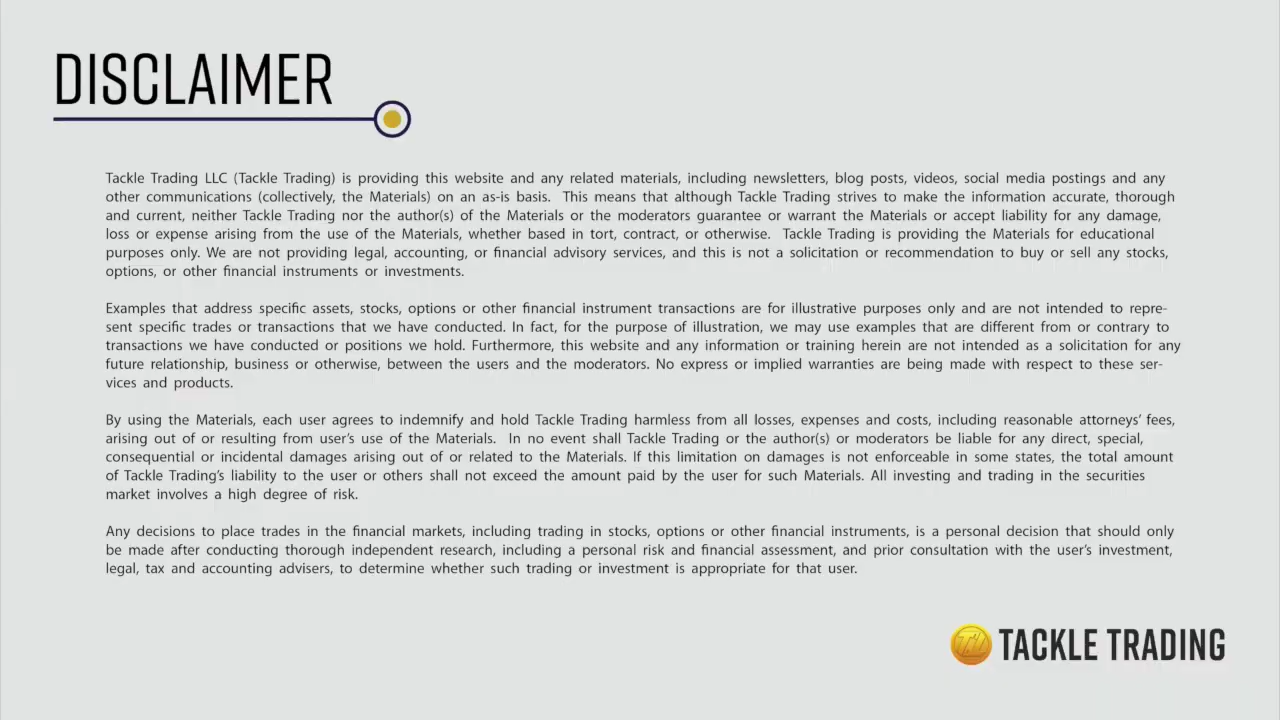 DISCLAIMER
Tackle Trading LLC (Tackle Trading) is providing this website and any related materials, including newsletters, blog posts, videos, social media postings and any
other communications (collectively, the Materials) on an as-is basis.  This means that although Tackle Trading strives to make the information accurate, thorough
and current, neither Tackle Trading nor the author(s) of the Materials or the moderators guarantee or warrant the Materials or accept liability for any damage,
loss or expense arising from the use of the Materials, whether based in tort, contract, or otherwise.  Tackle Trading is providing the Materials for educational
purposes only. We are not providing legal, accounting, or financial advisory services, and this is not a solicitation or recommendation to buy or sell any stocks,
options, or other financial instruments or investments.
Examples that address specific assets, stocks, options or other financial instrument transactions are for illustrative purposes only and are not intended to repre-
sent specific trades or transactions that we have conducted. In fact, for the purpose of illustration, we may use examples that are different from or contrary to
transactions we have conducted or positions we hold. Furthermore, this website and any information or training herein are not intended as a solicitation for any
future relationship, business or otherwise, between the users and the moderators. No express or implied warranties are being made with respect to these ser-
vices and products.
By using the Materials, each user agrees to indemnify and hold Tackle Trading harmless from all losses, expenses and costs, including reasonable attorneys’ fees,
arising out of or resulting from user’s use of the Materials.  In no event shall Tackle Trading or the author(s) or moderators be liable for any direct, special,
consequential or incidental damages arising out of or related to the Materials. If this limitation on damages is not enforceable in some states, the total amount
of Tackle Trading’s liability to the user or others shall not exceed the amount paid by the user for such Materials. All investing and trading in the securities
market involves a high degree of risk.
Any decisions to place trades in the financial markets, including trading in stocks, options or other financial instruments, is a personal decision that should only
be made after conducting thorough independent research, including a personal risk and financial assessment, and prior consultation with the user’s investment,
legal, tax and accounting advisers, to determine whether such trading or investment is appropriate for that user.
TACKLE TRADING